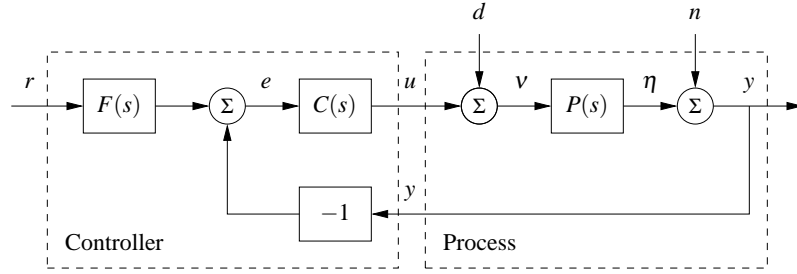 d
n
r
F(s)
Σ
e
C(s)
u
Σ
ν
P(s)
η
Σ
y
−1
y
Controller
Process